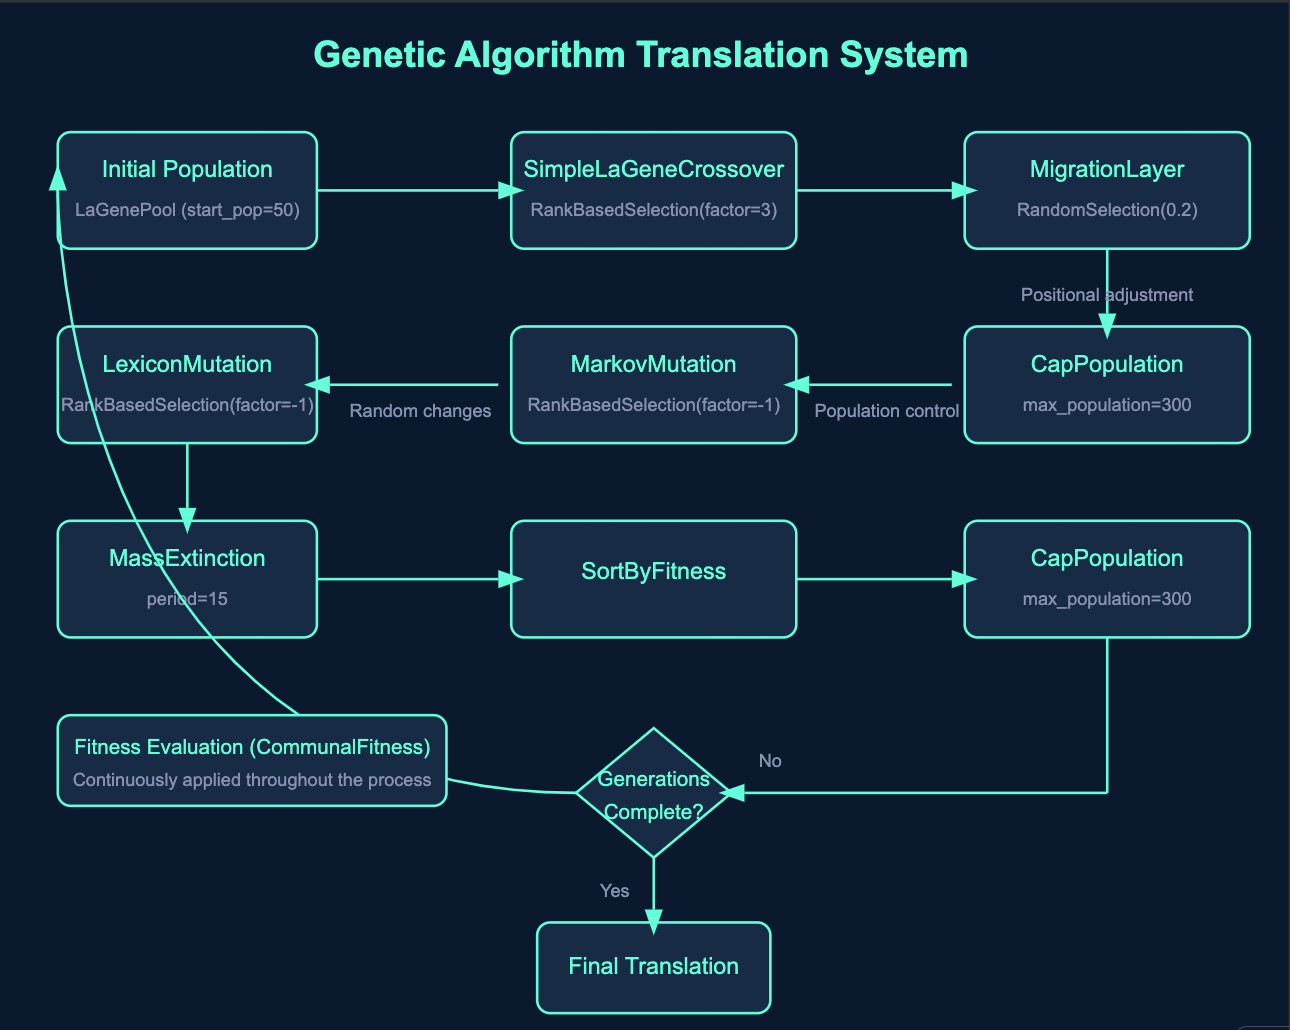 Genetic Algorithm Translation System
Initial Population
LaGenePool (start_pop=50)
SimpleLaGeneCrossover
RankBasedSelection(factor=3)
MigrationLayer
RandomSelection(0.2)
Positional adjustment
LexiconMutation
RankBasedSelection(factor=-1)
Random changes
MarkovMutation
RankBasedSelection(factor=-1)
Population control
CapPopulation
max_population=300
MassExtinction
period=15
SortByFitness
CapPopulation
max_population=300
Fitness Evaluation (CommunalFitness)
Continuously applied throughout the process
Generations
Complete?
No
Yes
Final Translation